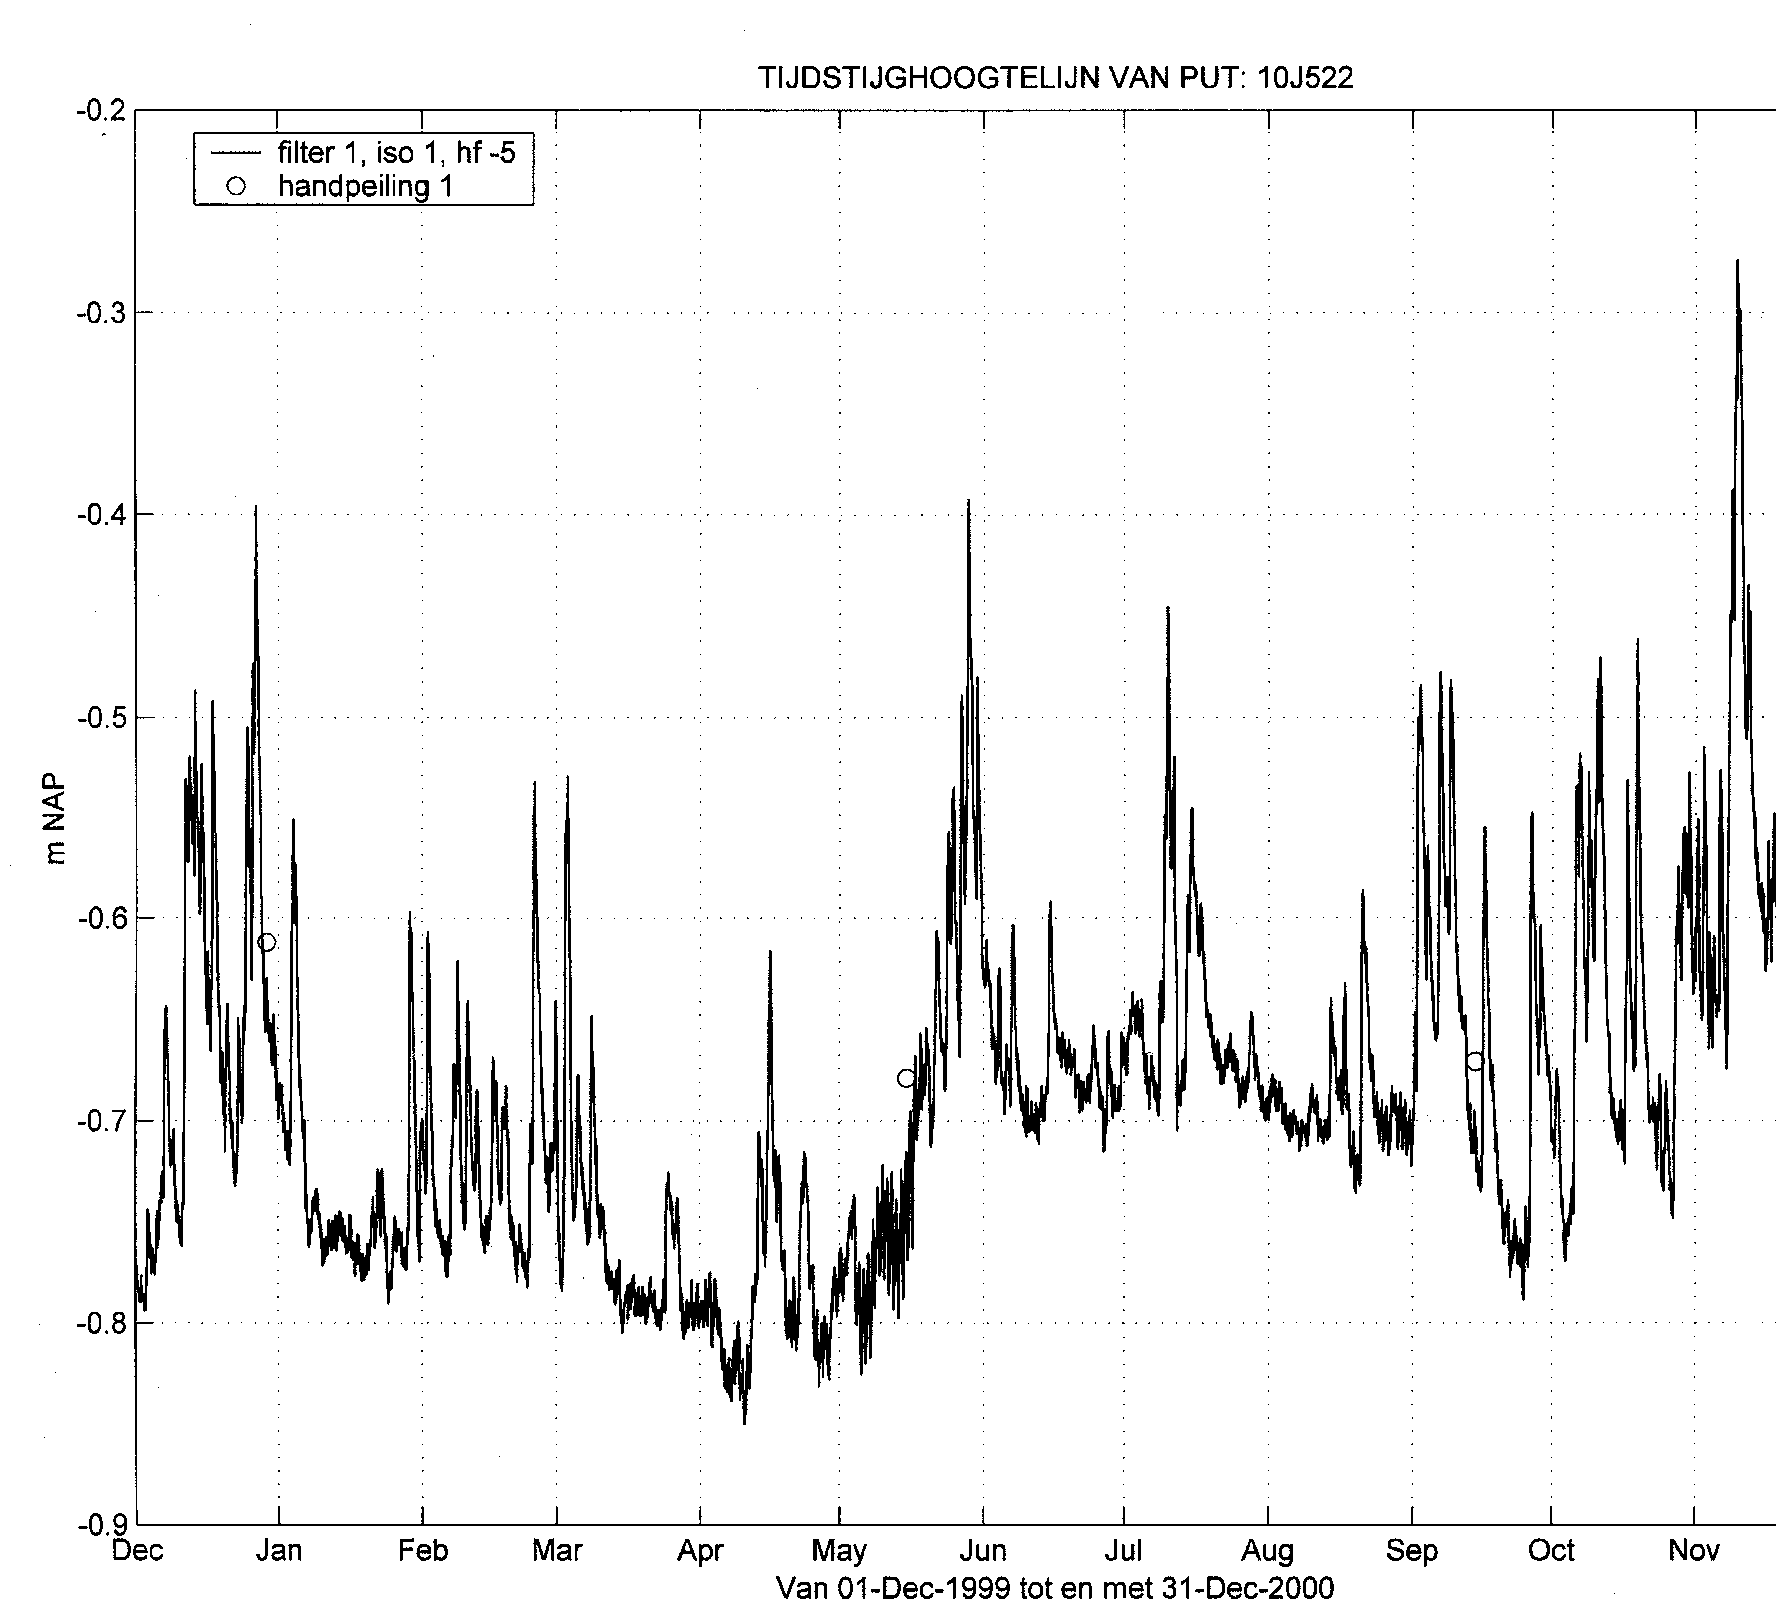 TIJDSTIJGHOOGTELIJN VAN PUT: 10J522
filter 1, iso 1, hf -5
handpeiling 1
-0.2
-0.3
-0.4
-0.5
-0.6
-0.7
-0.8
-0.9
m NAP
Dec Jan Feb Mar Apr May Jun Jul Aug Sep Oct Nov
Van 01-Dec-1999 tot en met 31-Dec-2000